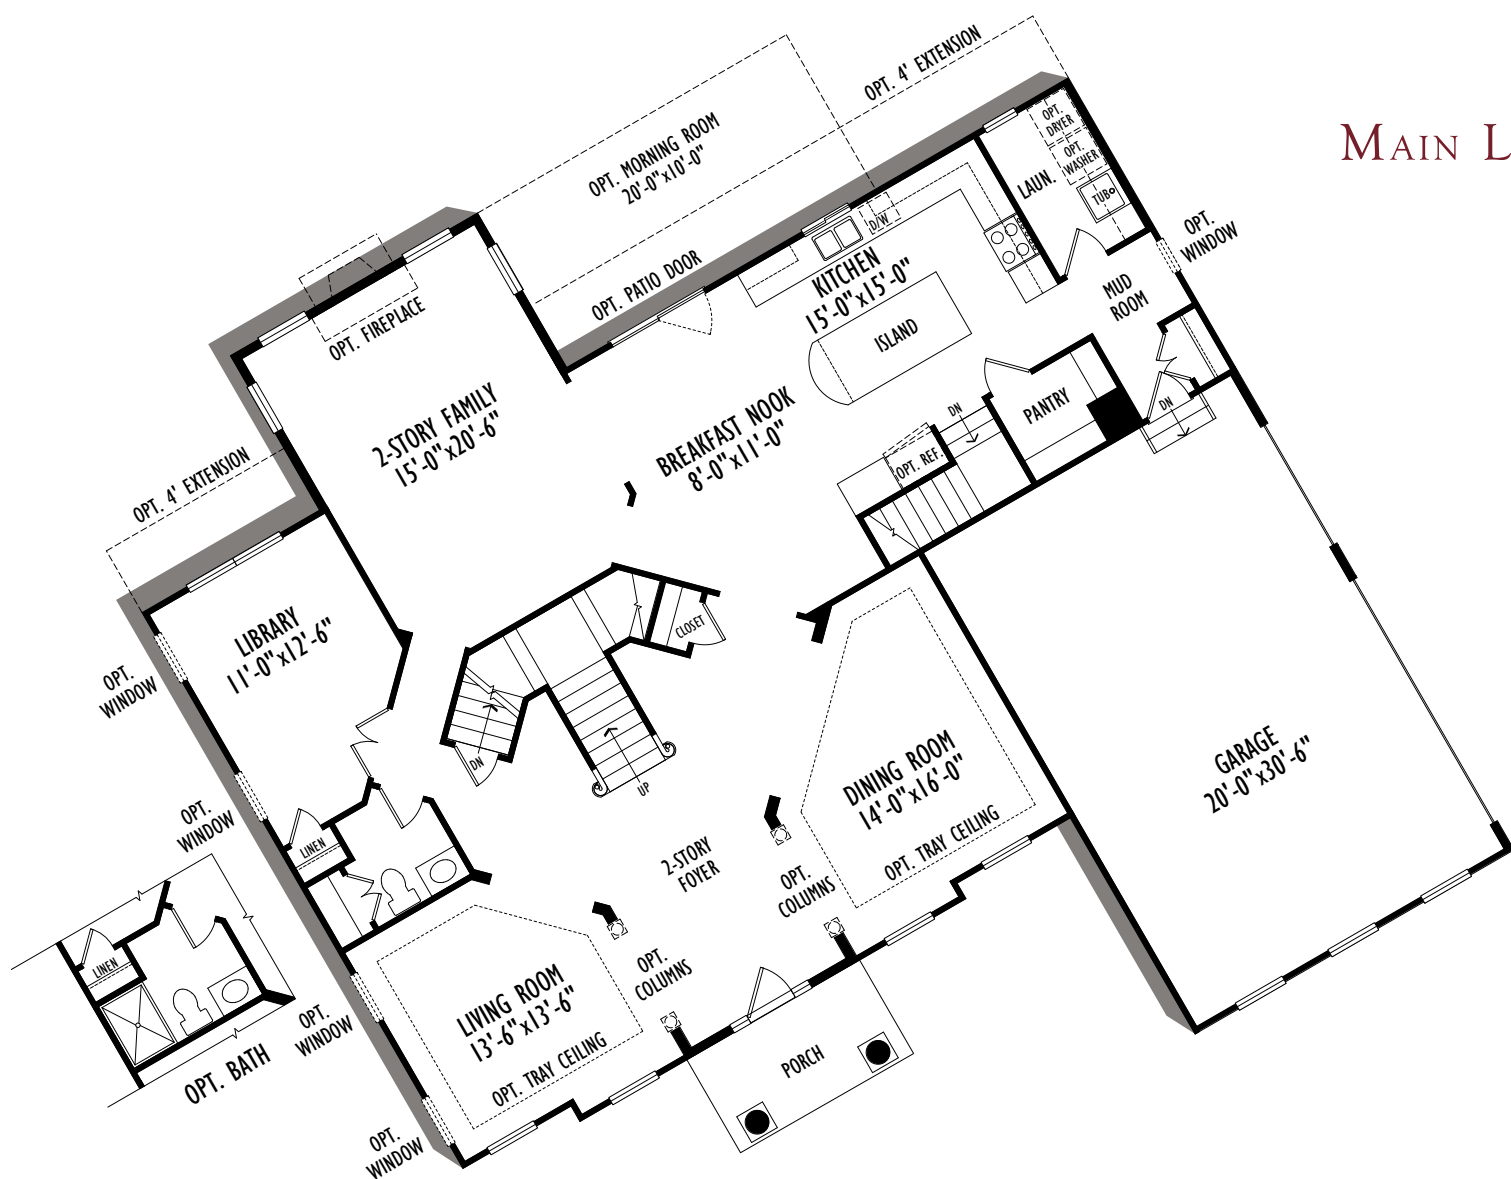 MAIN L
OPT. 4' EXTENSION
OPT. MORNING ROOM
20'-0"x10'-0"
OPT.
DRYER
OPT.
WASHER
LAUN.
TUB
OPT.
WINDOW
D/W
OPT. PATIO DOOR
KITCHEN
15'-0"x15'-0"
ISLAND
MUD
ROOM
OPT. FIREPLACE
2-STORY FAMILY
15'-0"x20'-6"
BREAKFAST NOOK
8'-0"x11'-0"
PANTRY
DN
DN
OPT. REF.
OPT. 4' EXTENSION
LIBRARY
11'-0"x12'-6"
OPT.
WINDOW
CLOSET
DN
UP
OPT.
WINDOW
LINEN
DINING ROOM
14'-0"x16'-0"
OPT. TRAY CEILING
GARAGE
20'-0"x30'-6"
2-STORY
FOYER
OPT.
COLUMNS
OPT.
COLUMNS
LINEN
OPT. BATH
OPT.
WINDOW
LIVING ROOM
13'-6"x13'-6"
OPT. TRAY CEILING
PORCH
OPT.
WINDOW